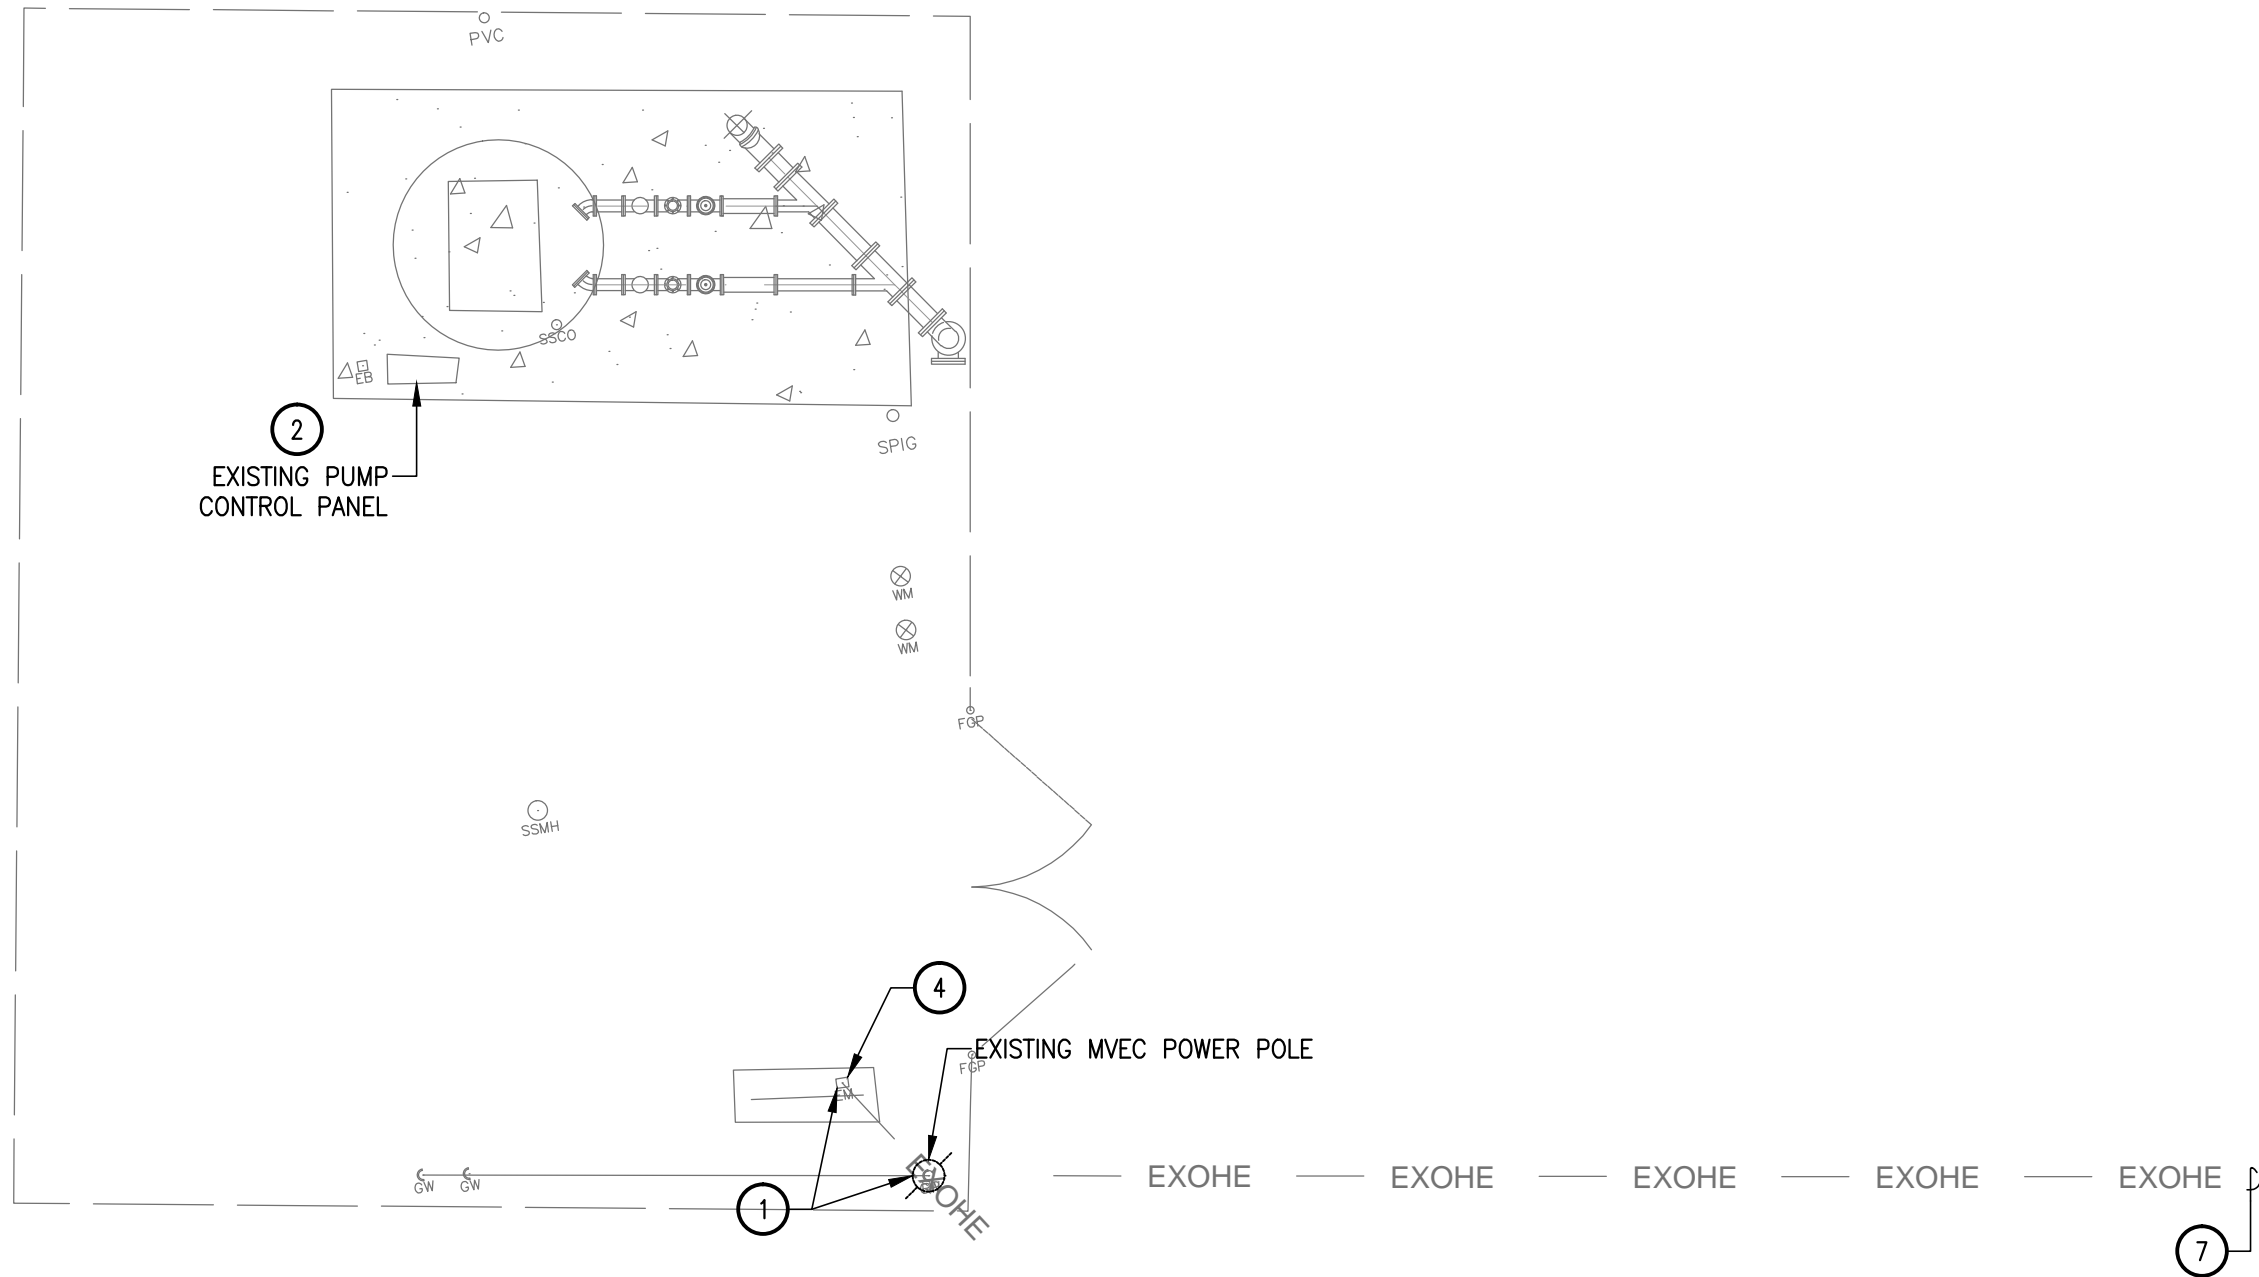 PVC
SSCO
EB
2
EXISTING PUMP
CONTROL PANEL
SPIG
WM
WM
FGP
SSMH
4
EXISTING MVEC POWER POLE
FGP
EM
GW
GW
EXOHE
EXOHE
EXOHE
EXOHE
EXOHE
EXOHE
1
7